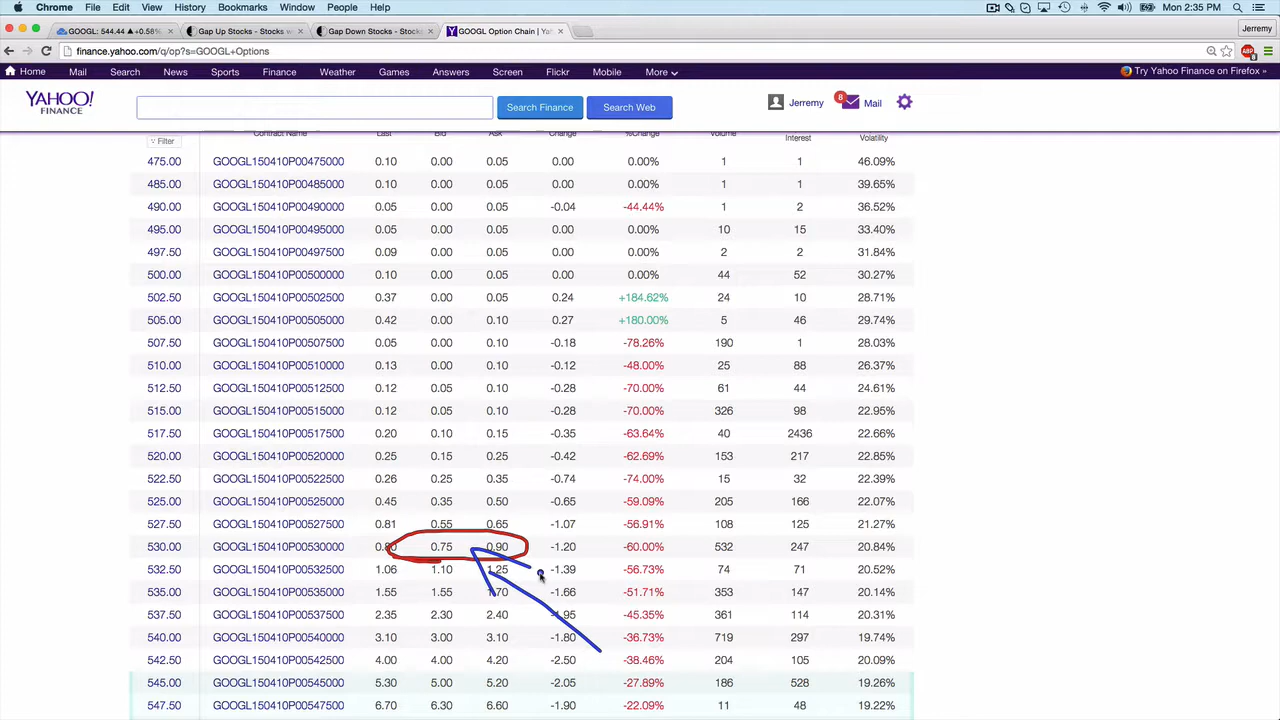 Chrome File Edit View History Bookmarks Window People Help Mon 2:35 PM
GOOGL: 544.44 ▲+0.58% × Gap Up Stocks - Stocks w × Gap Down Stocks - Stocks × GOOGL Option Chain | Yah × Jerremy
finance.yahoo.com/q/op?s=GOOGL+Options ABP 8
Home Mail Search News Sports Finance Weather Games Answers Screen Flickr Mobile More Try Yahoo Finance on Firefox »
YAHOO! FINANCE Search Finance Search Web Jerremy 8 Mail
Contract Name Last Bid Ask Change %Change Volume Interest Volatility
Filter
475.00 GOOGL150410P00475000 0.10 0.00 0.05 0.00 0.00% 1 1 46.09%
485.00 GOOGL150410P00485000 0.10 0.00 0.05 0.00 0.00% 1 1 39.65%
490.00 GOOGL150410P00490000 0.05 0.00 0.05 -0.04 -44.44% 1 2 36.52%
495.00 GOOGL150410P00495000 0.05 0.00 0.05 0.00 0.00% 10 15 33.40%
497.50 GOOGL150410P00497500 0.09 0.00 0.05 0.00 0.00% 2 2 31.84%
500.00 GOOGL150410P00500000 0.10 0.00 0.05 0.00 0.00% 44 52 30.27%
502.50 GOOGL150410P00502500 0.37 0.00 0.05 0.24 +184.62% 24 10 28.71%
505.00 GOOGL150410P00505000 0.42 0.00 0.10 0.27 +180.00% 5 46 29.74%
507.50 GOOGL150410P00507500 0.05 0.00 0.10 -0.18 -78.26% 190 1 28.03%
510.00 GOOGL150410P00510000 0.13 0.00 0.10 -0.12 -48.00% 25 88 26.37%
512.50 GOOGL150410P00512500 0.12 0.05 0.10 -0.28 -70.00% 61 44 24.61%
515.00 GOOGL150410P00515000 0.12 0.05 0.10 -0.28 -70.00% 326 98 22.95%
517.50 GOOGL150410P00517500 0.20 0.10 0.15 -0.35 -63.64% 40 2436 22.66%
520.00 GOOGL150410P00520000 0.25 0.15 0.25 -0.42 -62.69% 153 217 22.85%
522.50 GOOGL150410P00522500 0.26 0.25 0.35 -0.74 -74.00% 15 32 22.39%
525.00 GOOGL150410P00525000 0.45 0.35 0.50 -0.65 -59.09% 205 166 22.07%
527.50 GOOGL150410P00527500 0.81 0.55 0.65 -1.07 -56.91% 108 125 21.27%
530.00 GOOGL150410P00530000 0.80 0.75 0.90 -1.20 -60.00% 532 247 20.84%
532.50 GOOGL150410P00532500 1.06 1.10 1.25 -1.39 -56.73% 74 71 20.52%
535.00 GOOGL150410P00535000 1.55 1.55 1.70 -1.66 -51.71% 353 147 20.14%
537.50 GOOGL150410P00537500 2.35 2.30 2.40 -1.95 -45.35% 361 114 20.31%
540.00 GOOGL150410P00540000 3.10 3.00 3.10 -1.80 -36.73% 719 297 19.74%
542.50 GOOGL150410P00542500 4.00 4.00 4.20 -2.50 -38.46% 204 105 20.09%
545.00 GOOGL150410P00545000 5.30 5.00 5.20 -2.05 -27.89% 186 528 19.26%
547.50 GOOGL150410P00547500 6.70 6.30 6.60 -1.90 -22.09% 11 48 19.22%